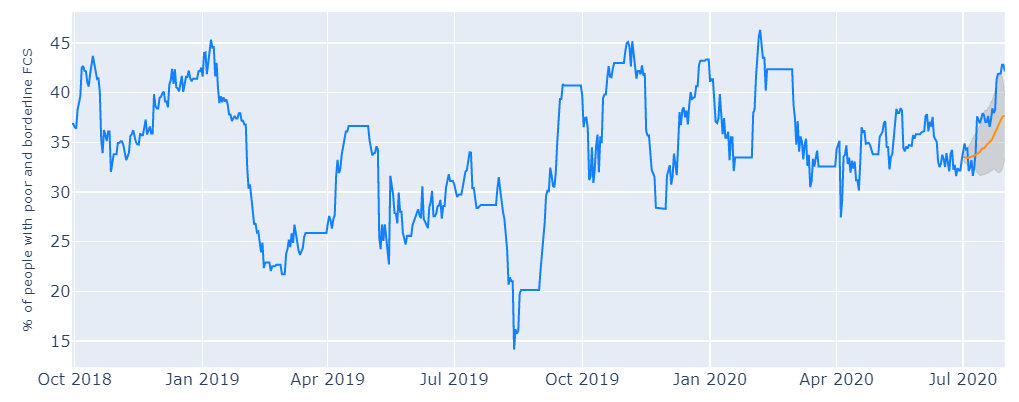 % of people with poor and borderline FCS
45
40
35
30
25
20
15
Oct 2018
Jan 2019
Apr 2019
Jul 2019
Oct 2019
Jan 2020
Apr 2020
Jul 2020